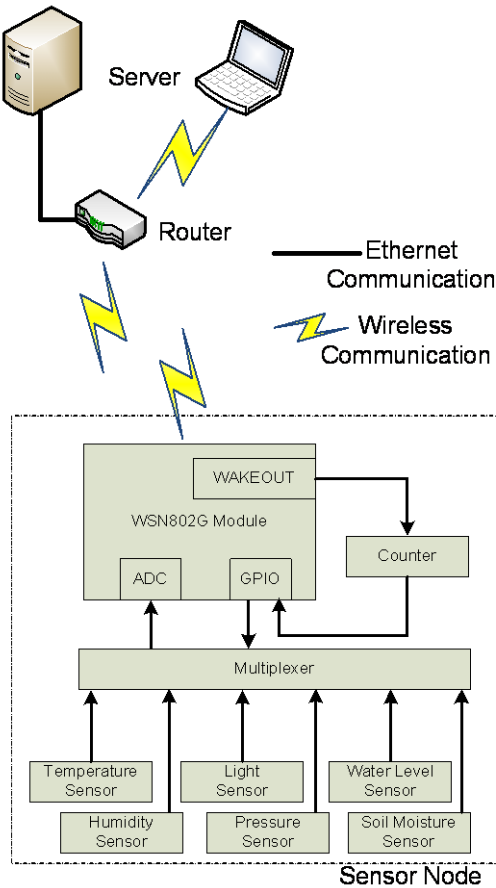 Server
Router
Ethernet
Communication
Wireless
Communication
WAKEOUT
WSN802G Module
Counter
ADC
GPIO
Multiplexer
Temperature
Sensor
Light
Sensor
Water Level
Sensor
Humidity
Sensor
Pressure
Sensor
Soil Moisture
Sensor
Sensor Node